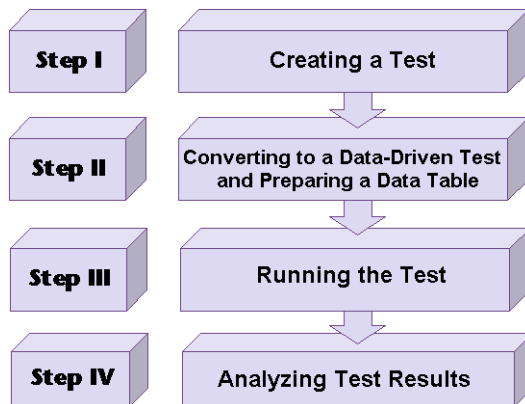 Step I
Creating a Test
Step II
Converting to a Data-Driven Test
and Preparing a Data Table
Step III
Running the Test
Step IV
Analyzing Test Results